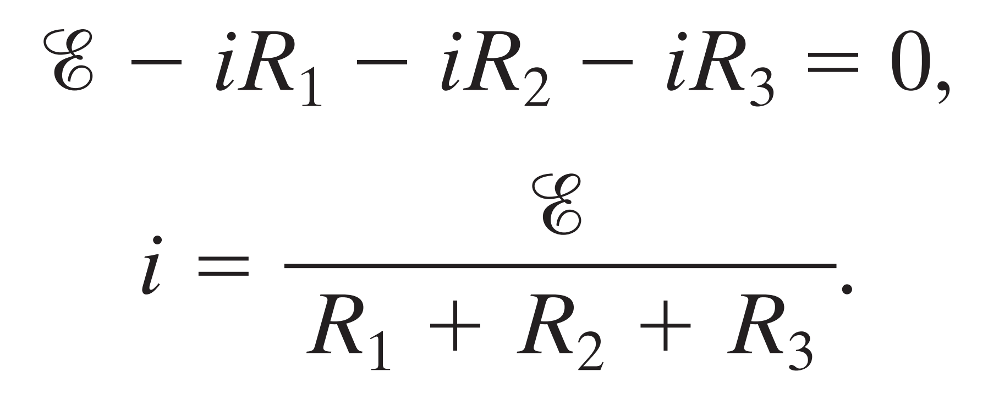 ℰ − iR₁ − iR₂ − iR₃ = 0,
i = ℰ / (R₁ + R₂ + R₃).